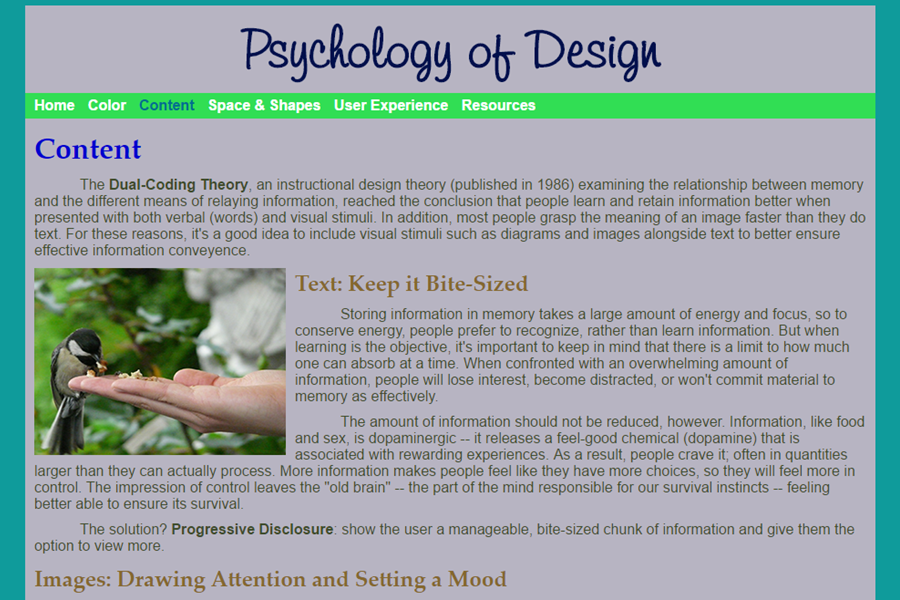 Psychology of Design
Home Color Content Space & Shapes User Experience Resources
Content
The Dual-Coding Theory, an instructional design theory (published in 1986) examining the relationship between memory
and the different means of relaying information, reached the conclusion that people learn and retain information better when
presented with both verbal (words) and visual stimuli. In addition, most people grasp the meaning of an image faster than they do
text. For these reasons, it's a good idea to include visual stimuli such as diagrams and images alongside text to better ensure
effective information conveyence.
Text: Keep it Bite-Sized
Storing information in memory takes a large amount of energy and focus, so to
conserve energy, people prefer to recognize, rather than learn information. But when
learning is the objective, it's important to keep in mind that there is a limit to how much
one can absorb at a time. When confronted with an overwhelming amount of
information, people will lose interest, become distracted, or won't commit material to
memory as effectively.
The amount of information should not be reduced, however. Information, like food
and sex, is dopaminergic -- it releases a feel-good chemical (dopamine) that is
associated with rewarding experiences. As a result, people crave it; often in quantities
larger than they can actually process. More information makes people feel like they have more choices, so they will feel more in
control. The impression of control leaves the "old brain" -- the part of the mind responsible for our survival instincts -- feeling
better able to ensure its survival.
The solution? Progressive Disclosure: show the user a manageable, bite-sized chunk of information and give them the
option to view more.
Images: Drawing Attention and Setting a Mood